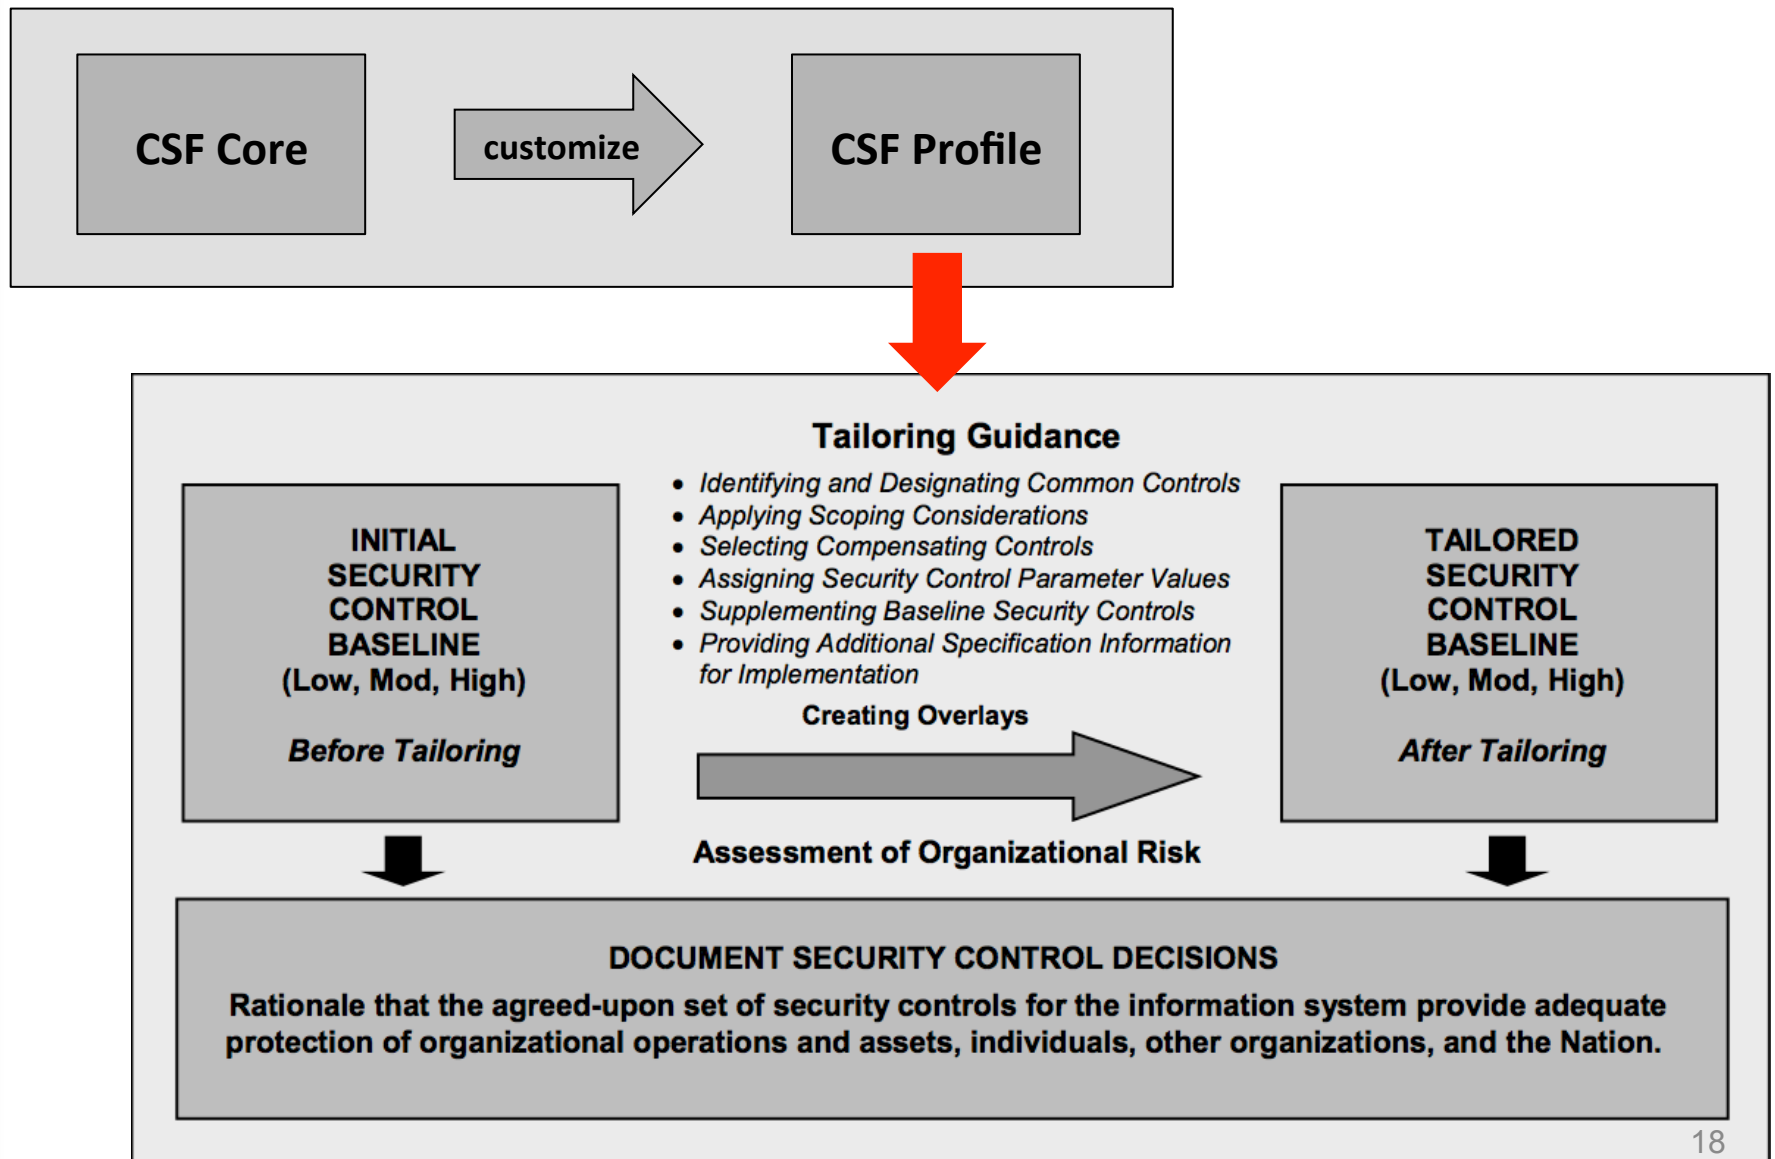 CSF Core
customize
CSF Profile
Tailoring Guidance
• Identifying and Designating Common Controls
• Applying Scoping Considerations
• Selecting Compensating Controls
• Assigning Security Control Parameter Values
• Supplementing Baseline Security Controls
• Providing Additional Specification Information
for Implementation
Creating Overlays
Assessment of Organizational Risk
INITIAL
SECURITY
CONTROL
BASELINE
(Low, Mod, High)
Before Tailoring
TAILORED
SECURITY
CONTROL
BASELINE
(Low, Mod, High)
After Tailoring
DOCUMENT SECURITY CONTROL DECISIONS
Rationale that the agreed-upon set of security controls for the information system provide adequate
protection of organizational operations and assets, individuals, other organizations, and the Nation.
18